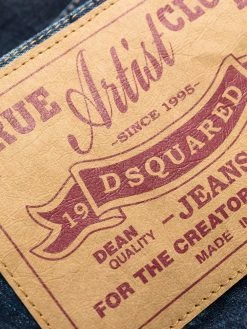 RUE Artist CLO
-SINCE 1995-
19 DSQUARED
DEAN
QUALITY -JEANS
FOR THE CREATOR
MADE IN